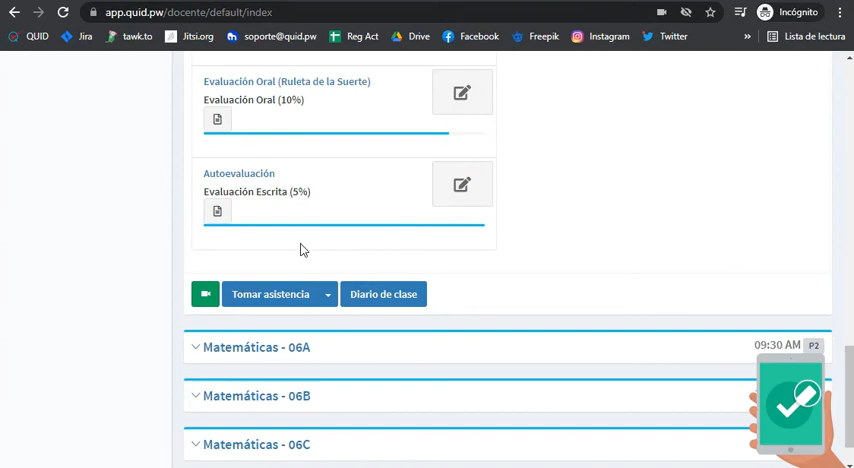 app.quid.pw/docente/default/index
Incógnito
QUID
Jira
tawk.to
Jitsi.org
soporte@quid.pw
Reg Act
Drive
Facebook
Freepik
Instagram
Twitter
»
Lista de lectura
Evaluación Oral (Ruleta de la Suerte)
Evaluación Oral (10%)
Autoevaluación
Evaluación Escrita (5%)
Tomar asistencia
Diario de clase
Matemáticas - 06A
09:30 AM P2
Matemáticas - 06B
Matemáticas - 06C